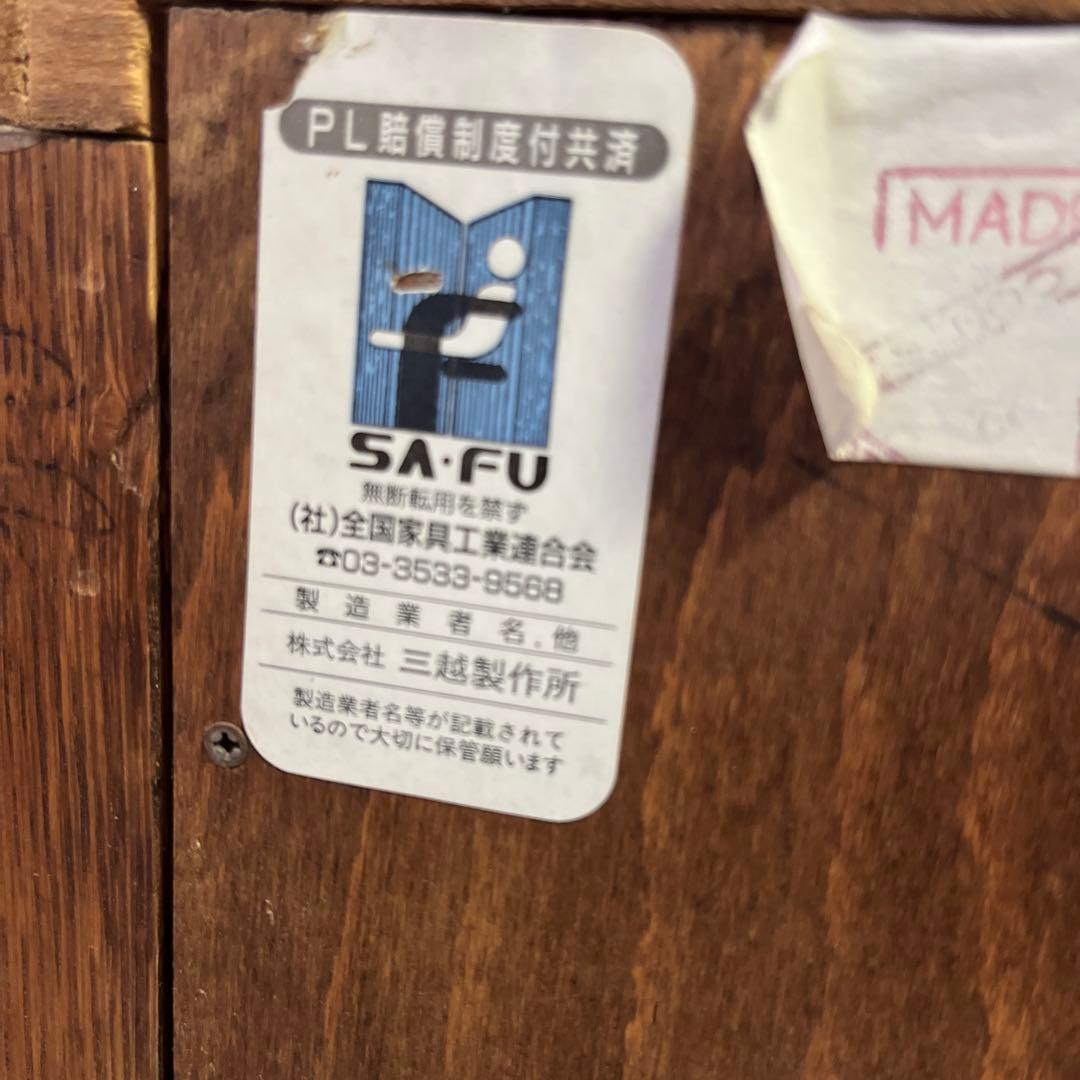 PL賠償制度付共済
SA・FU
無断転用を禁ず
(社)全国家具工業連合会
☎03-3533-9568
製造業者名.他
株式会社 三越製作所
製造業者名等が記載されて
いるので大切に保管願います
MADE